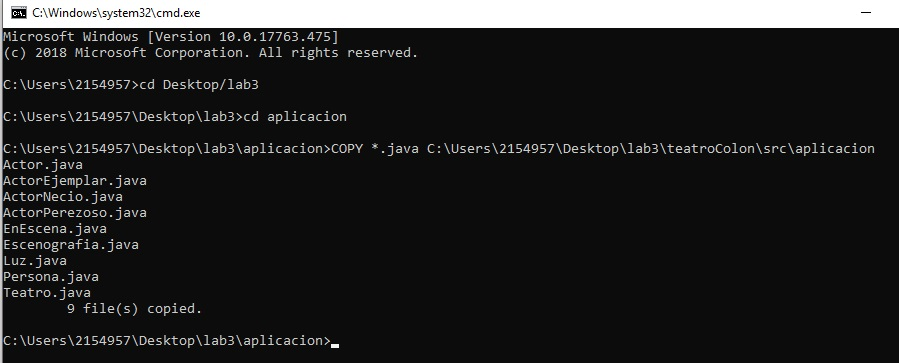 C:\Windows\system32\cmd.exe
Microsoft Windows [Version 10.0.17763.475]
(c) 2018 Microsoft Corporation. All rights reserved.
C:\Users\2154957>cd Desktop/lab3
C:\Users\2154957\Desktop\lab3>cd aplicacion
C:\Users\2154957\Desktop\lab3\aplicacion>COPY *.java C:\Users\2154957\Desktop\lab3\teatroColon\src\aplicacion
Actor.java
ActorEjemplar.java
ActorNecio.java
ActorPerezoso.java
EnEscena.java
Escenografia.java
Luz.java
Persona.java
Teatro.java
        9 file(s) copied.
C:\Users\2154957\Desktop\lab3\aplicacion>